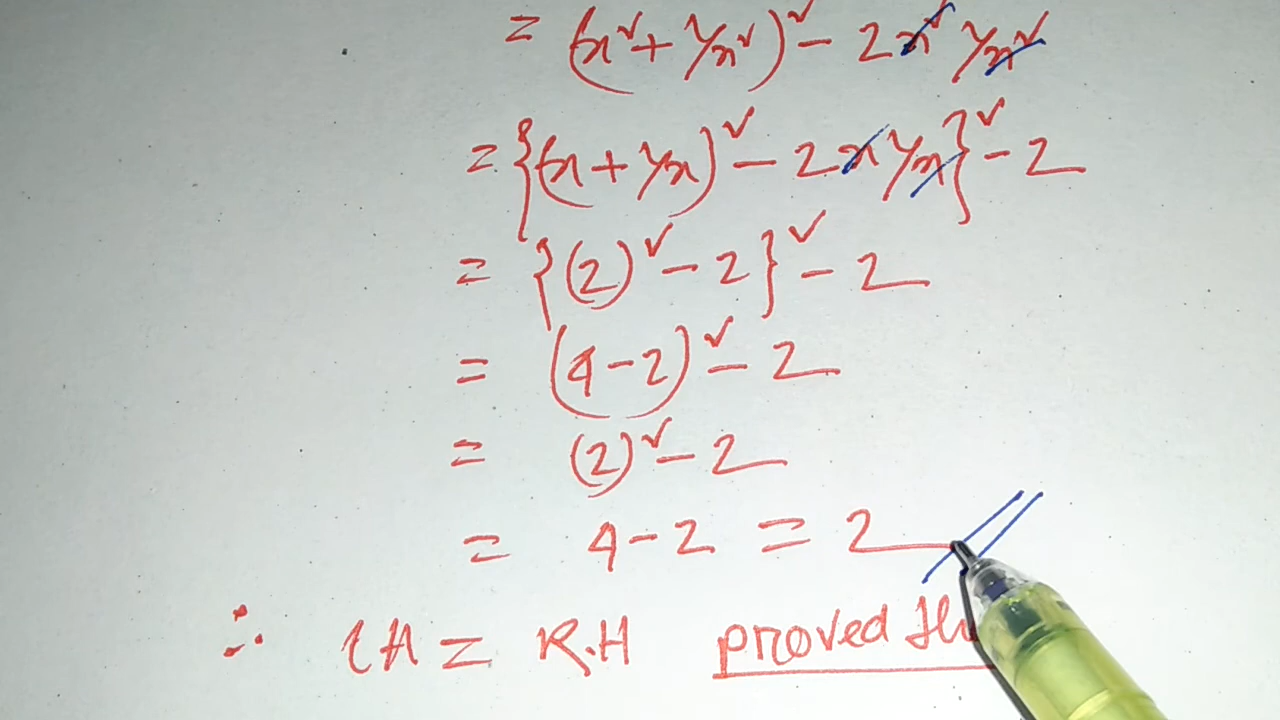 = (x² + 1/x²)² - 2x² 1/x²
= {(x + 1/x)² - 2x 1/x}² - 2
= {(2)² - 2}² - 2
= (4-2)² - 2
= (2)² - 2
= 4-2 = 2
∴ LH = R.H proved